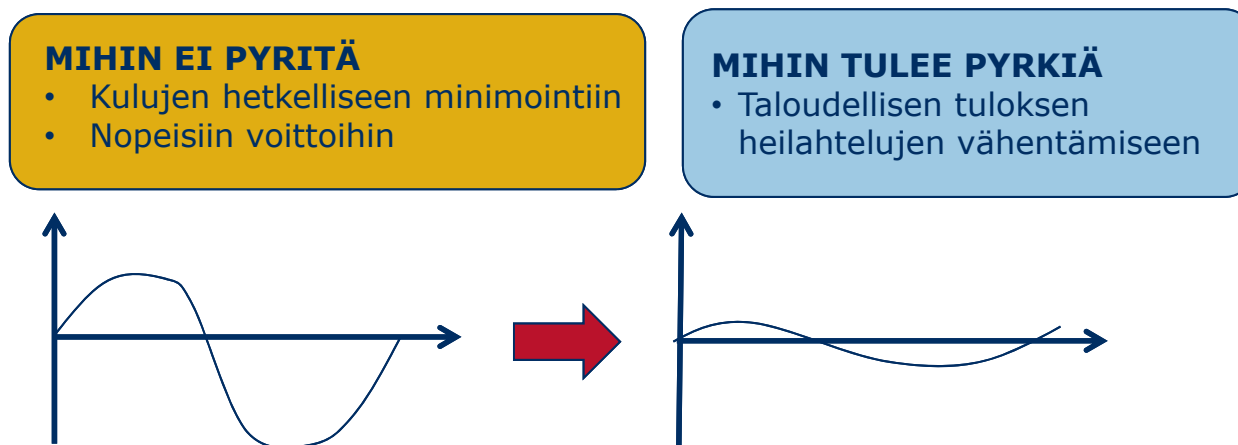 MIHIN EI PYRITÄ
• Kulujen hetkelliseen minimointiin
• Nopeisiin voittoihin
MIHIN TULEE PYRKIÄ
• Taloudellisen tuloksen
heilahtelujen vähentämiseen